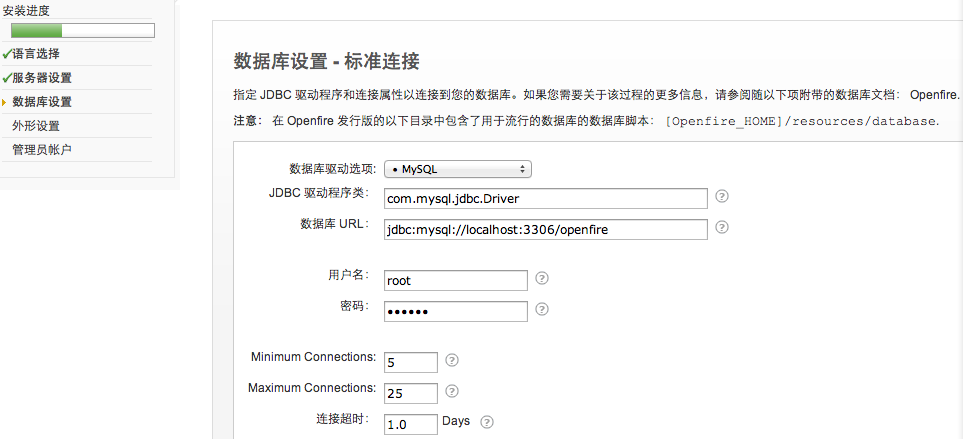 安装进度
语言选择
服务器设置
数据库设置
外形设置
管理员帐户
数据库设置 - 标准连接
指定 JDBC 驱动程序和连接属性以连接到您的数据库。如果您需要关于该过程的更多信息，请参阅随以下项附带的数据库文档： Openfire.
注意： 在 Openfire 发行版的以下目录中包含了用于流行的数据库的数据库脚本： [Openfire_HOME]/resources/database.
数据库驱动选项: • MySQL
JDBC 驱动程序类: com.mysql.jdbc.Driver ?
数据库 URL: jdbc:mysql://localhost:3306/openfire ?
用户名: root ?
密码: •••••• ?
Minimum Connections: 5 ?
Maximum Connections: 25 ?
连接超时: 1.0 Days ?